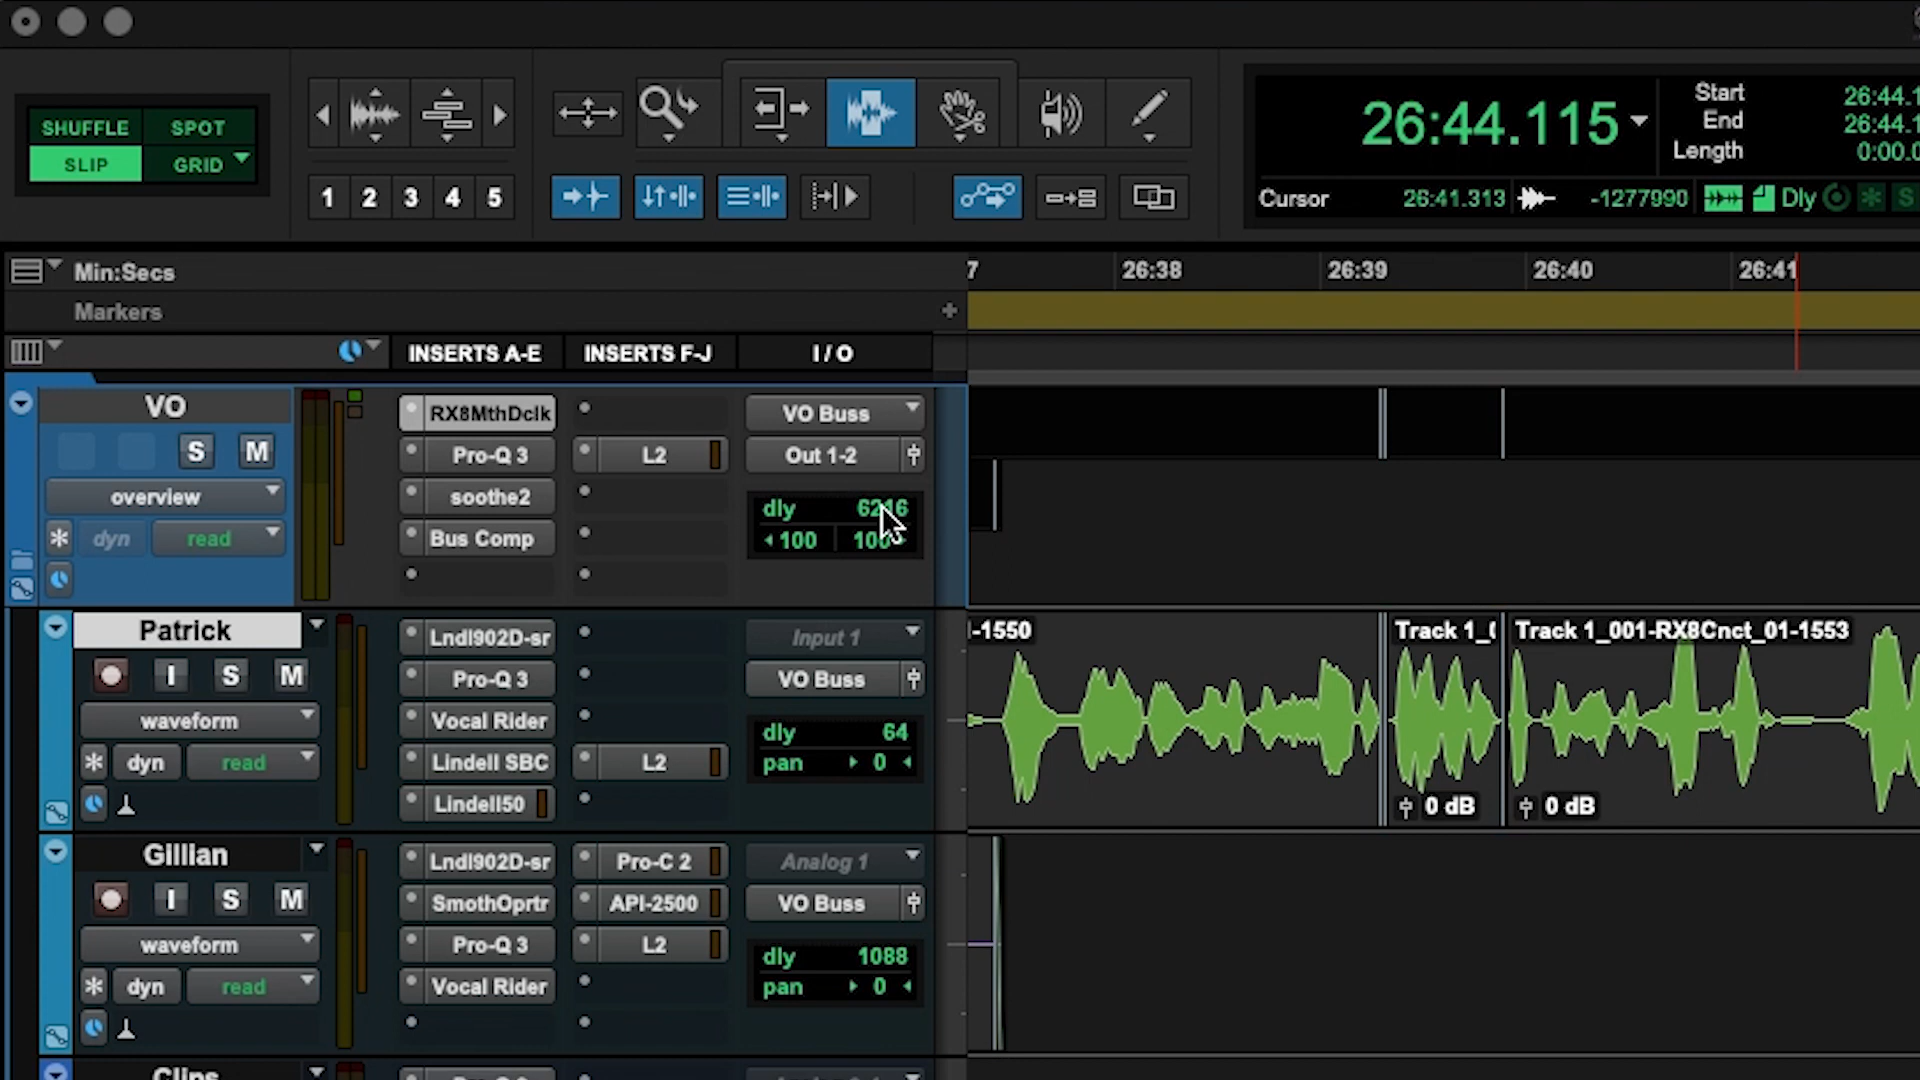 SHUFFLE SPOT
SLIP GRID
1 2 3 4 5
26:44.115
Start 26:44.1
End 26:44.1
Length 0:00.0
Cursor 26:41.313 -1277990 Dly S
Min:Secs
7 26:38 26:39 26:40 26:41
Markers +
INSERTS A-E INSERTS F-J I / O
VO
S M
overview
dyn read
RX8MthDclk
Pro-Q 3
soothe2
Bus Comp
L2
VO Buss
Out 1-2
dly 6216
100 100
Patrick
I S M
waveform
dyn read
Lndl902D-sr
Pro-Q 3
Vocal Rider
Lindell SBC
Lindell50
L2
Input 1
VO Buss
dly 64
pan 0
-1550
Track 1_0
Track 1_001-RX8Cnct_01-1553
0 dB
0 dB
Gillian
I S M
waveform
dyn read
Lndl902D-sr
SmothOprtr
Pro-Q 3
Vocal Rider
Pro-C 2
API-2500
L2
Analog 1
VO Buss
dly 1088
pan 0
Clips